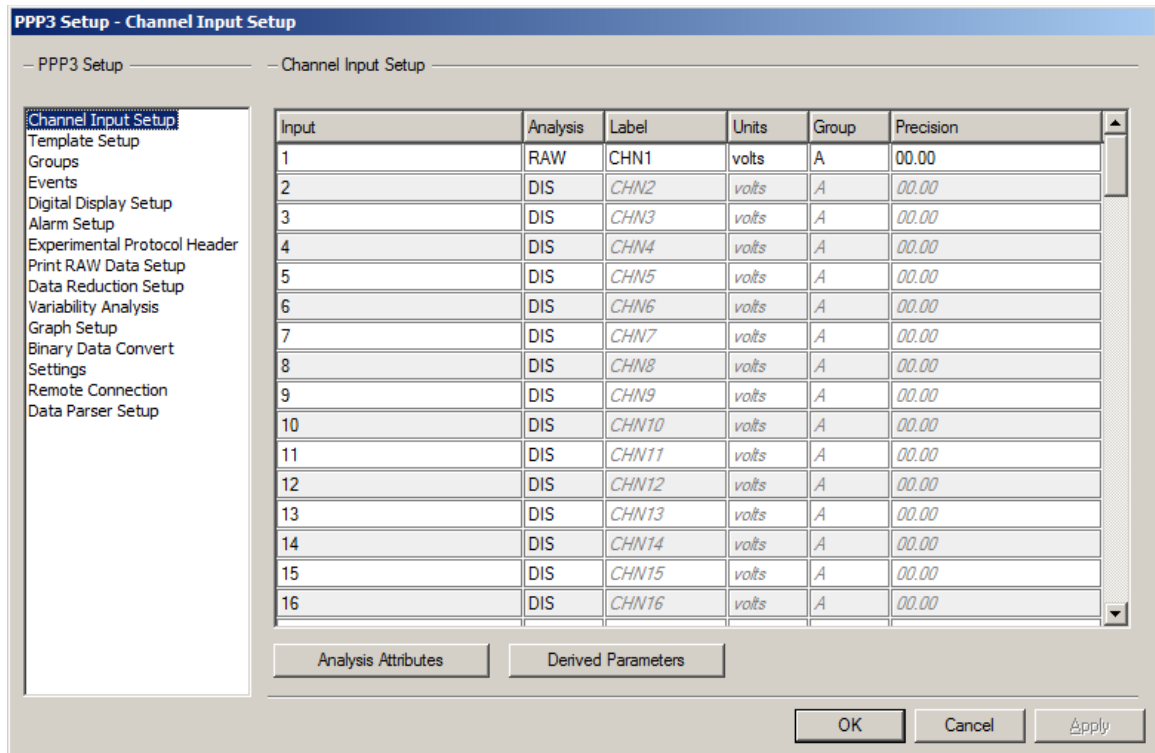 PPP3 Setup - Channel Input Setup
PPP3 Setup
Channel Input Setup
Template Setup
Groups
Events
Digital Display Setup
Alarm Setup
Experimental Protocol Header
Print RAW Data Setup
Data Reduction Setup
Variability Analysis
Graph Setup
Binary Data Convert
Settings
Remote Connection
Data Parser Setup
Channel Input Setup
Input Analysis Label Units Group Precision
1 RAW CHN1 volts A 00.00
2 DIS CHN2 volts A 00.00
3 DIS CHN3 volts A 00.00
4 DIS CHN4 volts A 00.00
5 DIS CHN5 volts A 00.00
6 DIS CHN6 volts A 00.00
7 DIS CHN7 volts A 00.00
8 DIS CHN8 volts A 00.00
9 DIS CHN9 volts A 00.00
10 DIS CHN10 volts A 00.00
11 DIS CHN11 volts A 00.00
12 DIS CHN12 volts A 00.00
13 DIS CHN13 volts A 00.00
14 DIS CHN14 volts A 00.00
15 DIS CHN15 volts A 00.00
16 DIS CHN16 volts A 00.00
Analysis Attributes Derived Parameters
OK Cancel Apply